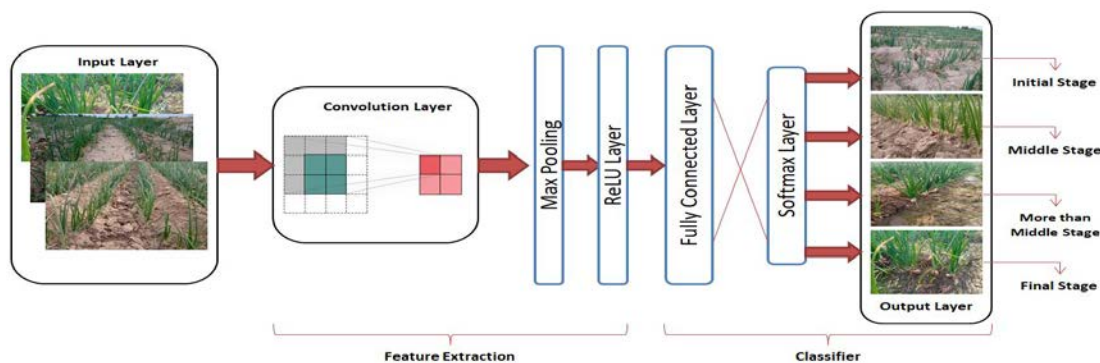 Input Layer
Convolution Layer
Max Pooling
ReLU Layer
Fully Connected Layer
Softmax Layer
Initial Stage
Middle Stage
More than
Middle Stage
Final Stage
Output Layer
Feature Extraction
Classifier